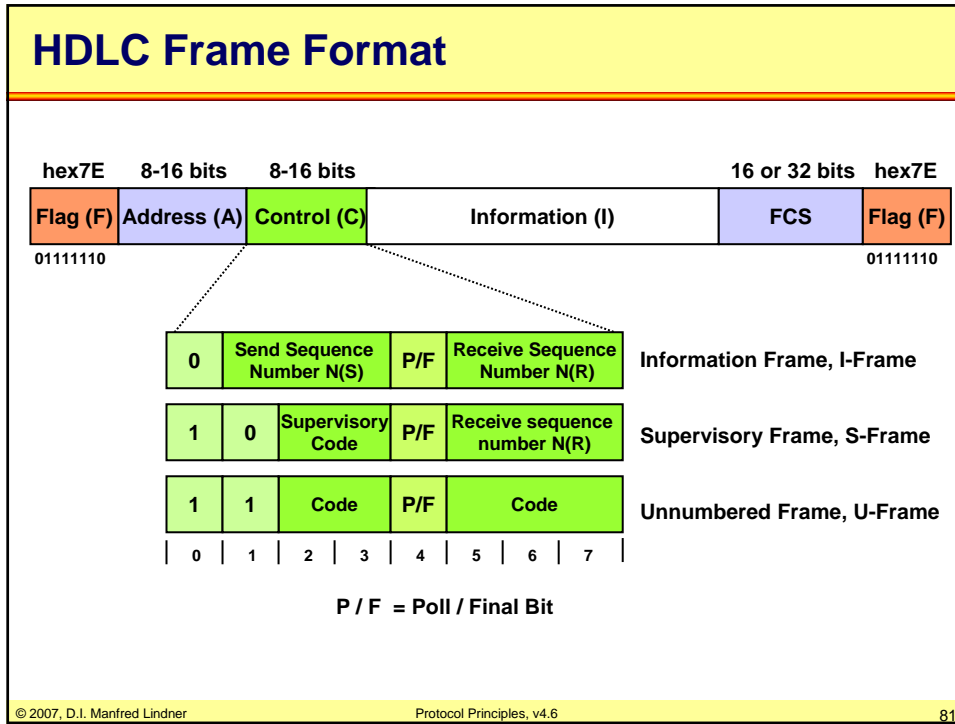 HDLC Frame Format
hex7E 8-16 bits 8-16 bits 16 or 32 bits hex7E
Flag (F) Address (A) Control (C) Information (I) FCS Flag (F)
01111110 01111110
0 Send Sequence Number N(S) P/F Receive Sequence Number N(R) Information Frame, I-Frame
1 0 Supervisory Code P/F Receive sequence number N(R) Supervisory Frame, S-Frame
1 1 Code P/F Code Unnumbered Frame, U-Frame
0 1 2 3 4 5 6 7
P / F = Poll / Final Bit
© 2007, D.I. Manfred Lindner Protocol Principles, v4.6 81